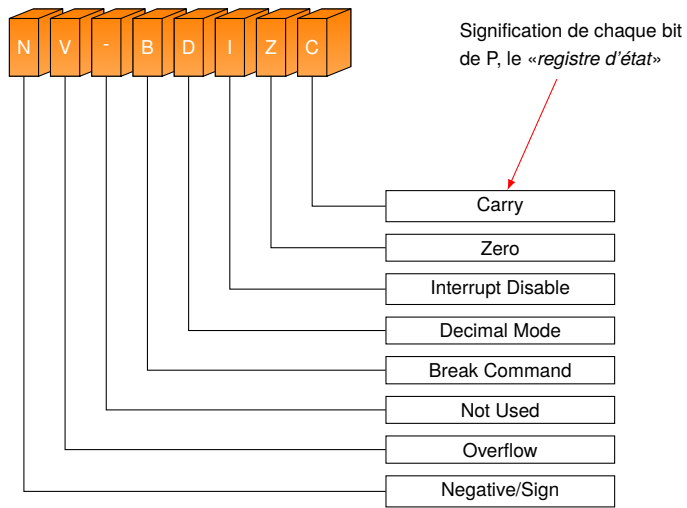 N V - B D I Z C
Signification de chaque bit
de P, le «registre d'état»
Carry
Zero
Interrupt Disable
Decimal Mode
Break Command
Not Used
Overflow
Negative/Sign